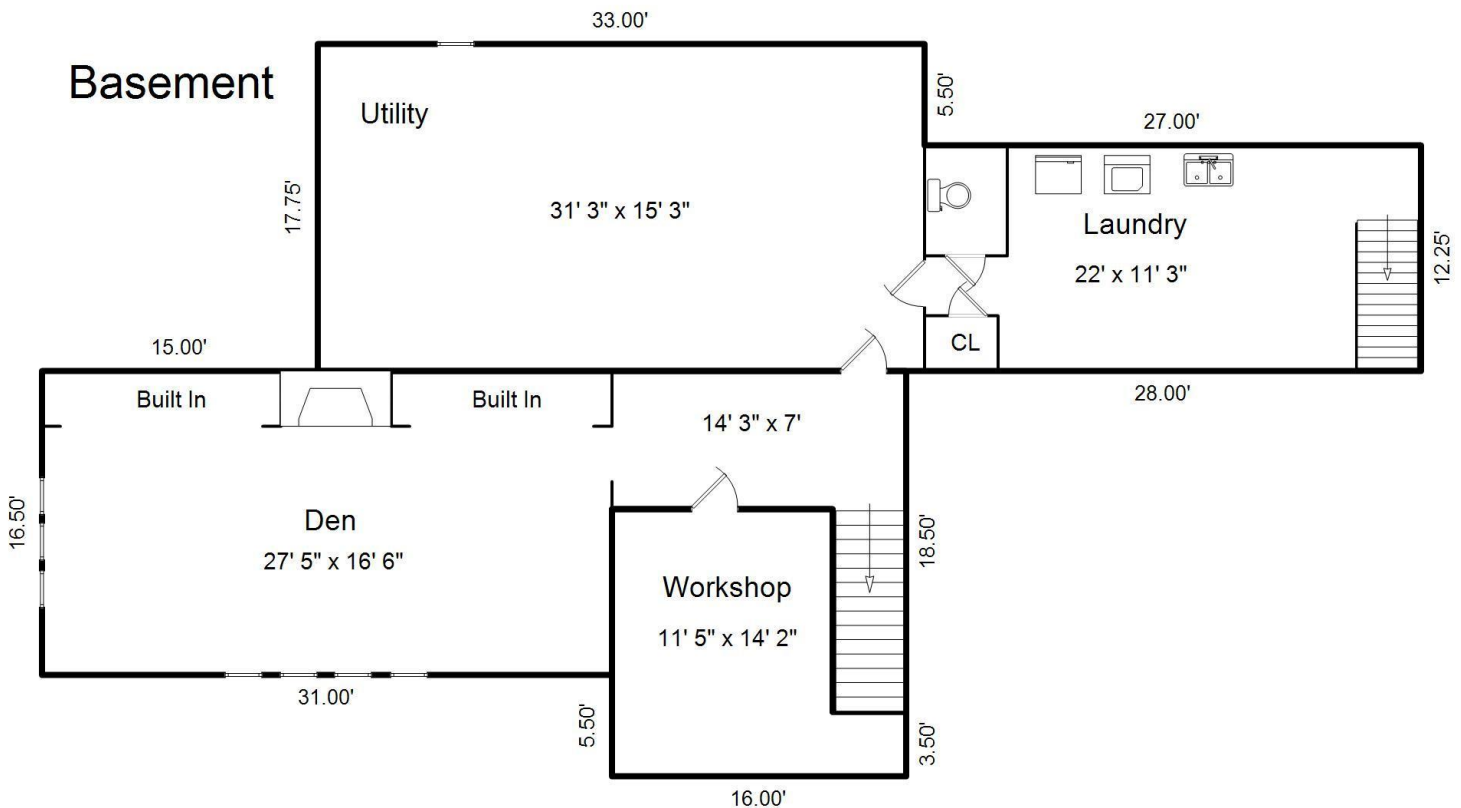 33.00'
Basement
Utility
5.50'
27.00'
17.75'
31' 3" x 15' 3"
Laundry
22' x 11' 3"
12.25'
CL
15.00'
28.00'
Built In
Built In
14' 3" x 7'
16.50'
Den
27' 5" x 16' 6"
18.50'
Workshop
11' 5" x 14' 2"
31.00'
5.50'
3.50'
16.00'